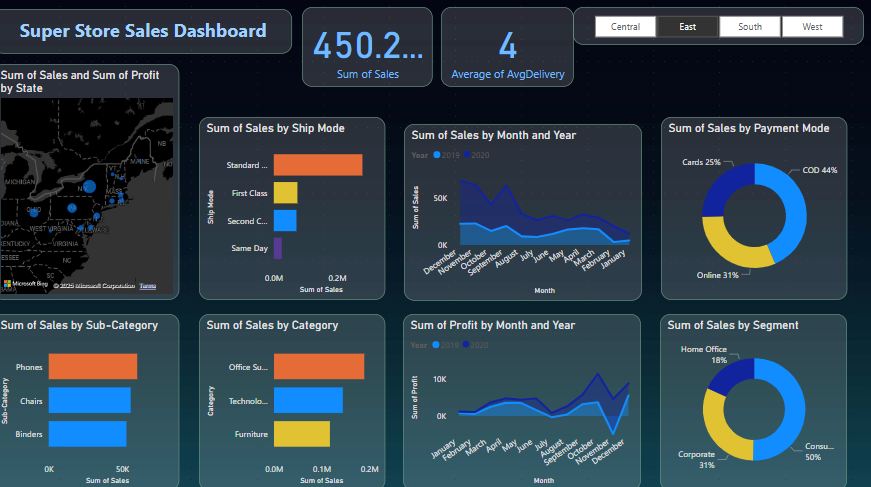 Super Store Sales Dashboard
450.2...
Sum of Sales
4
Average of AvgDelivery
Central
East
South
West
Sum of Sales and Sum of Profit
by State
MICHIGAN
OHIO
PA
WEST VIRGINIA
VIRGINIA
KENTUCKY
NC
SC
VT
MASS
MAINE
NB
Microsoft Bing
© 2025 Microsoft Corporation
Terms
Sum of Sales by Ship Mode
Ship Mode
Standard ...
First Class
Second C...
Same Day
0.0M
0.2M
Sum of Sales
Sum of Sales by Month and Year
Year 2019 2020
Sum of Sales
50K
0K
December
November
October
September
August
July
June
May
April
March
February
January
Month
Sum of Sales by Payment Mode
Cards 25%
COD 44%
Online 31%
Sum of Sales by Sub-Category
Sub-Category
Phones
Chairs
Binders
0K
50K
Sum of Sales
Sum of Sales by Category
Category
Office Su...
Technolo...
Furniture
0.0M
0.1M
0.2M
Sum of Sales
Sum of Profit by Month and Year
Year 2019 2020
Sum of Profit
10K
0K
January
February
March
April
May
June
July
August
September
October
November
December
Month
Sum of Sales by Segment
Home Office
18%
Corporate
31%
Consu...
50%